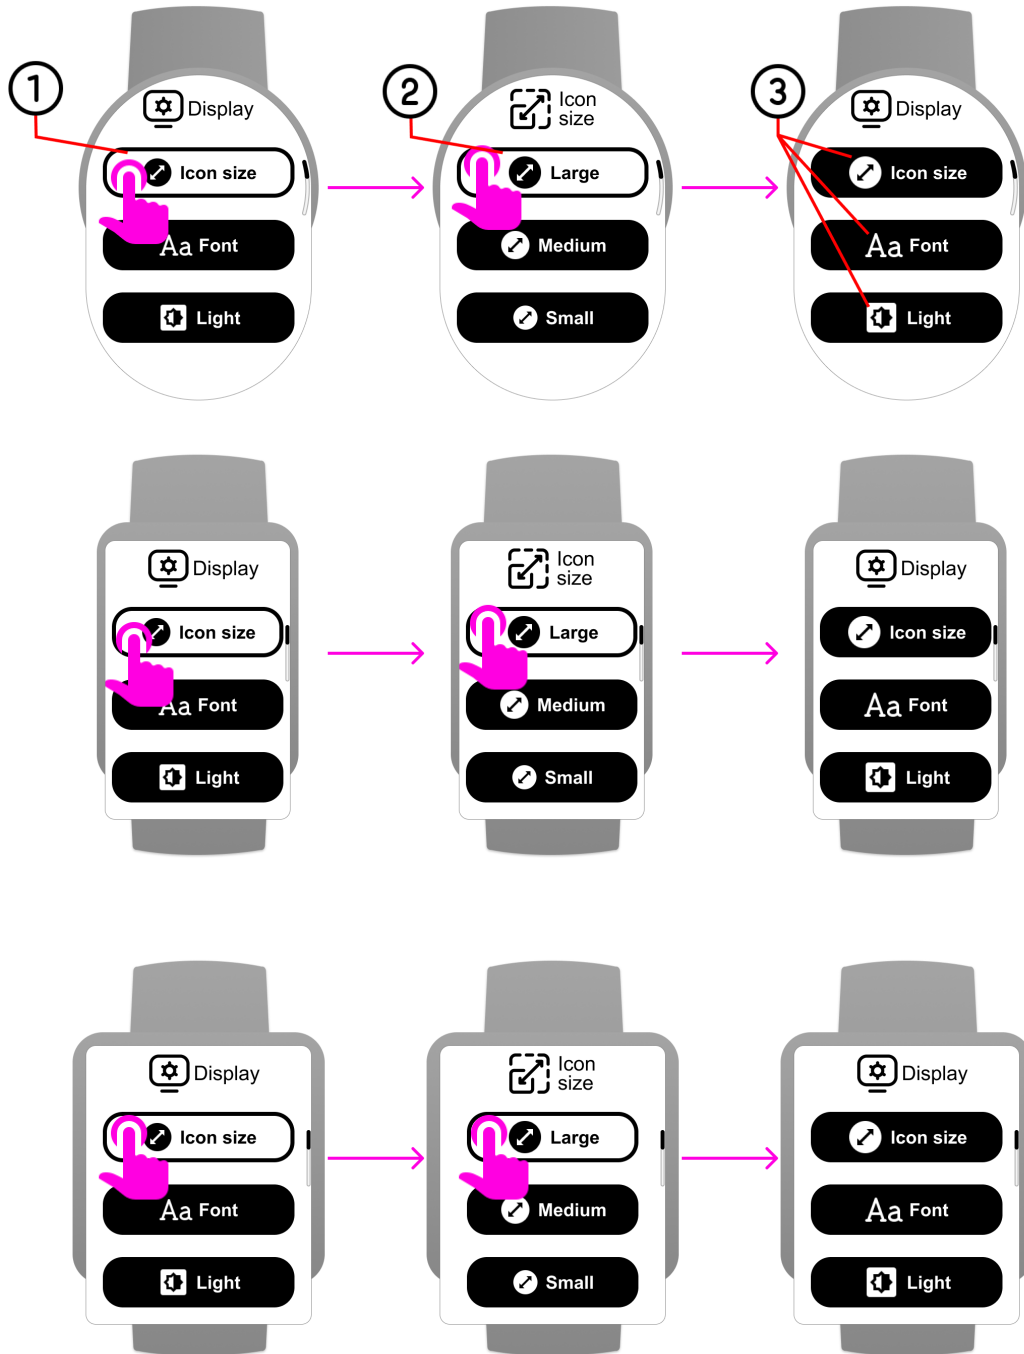 1
2
3
Display
Icon size
Aa Font
Light
Icon
size
Large
Medium
Small
Display
Icon size
Aa Font
Light
Display
Icon size
Aa Font
Light
Icon
size
Large
Medium
Small
Display
Icon size
Aa Font
Light
Display
Icon size
Aa Font
Light
Icon
size
Large
Medium
Small
Display
Icon size
Aa Font
Light